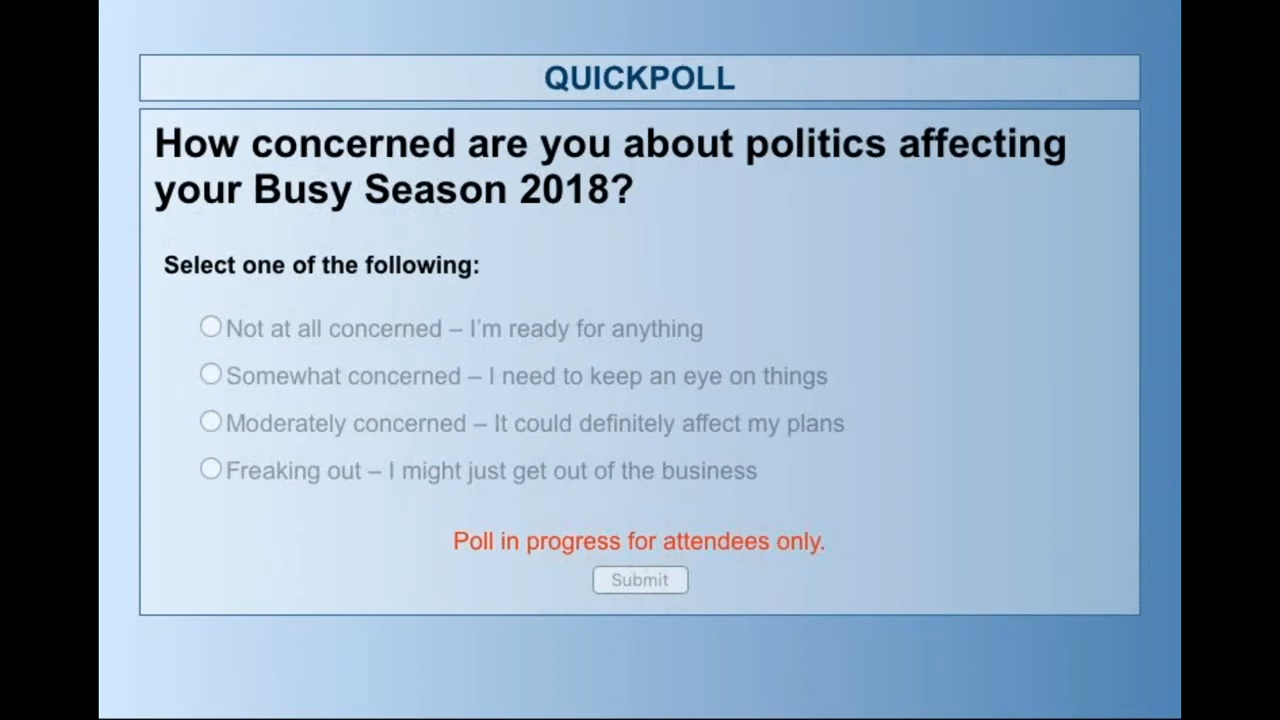 QUICKPOLL
How concerned are you about politics affecting
your Busy Season 2018?
Select one of the following:
Not at all concerned – I'm ready for anything
Somewhat concerned – I need to keep an eye on things
Moderately concerned – It could definitely affect my plans
Freaking out – I might just get out of the business
Poll in progress for attendees only.
Submit